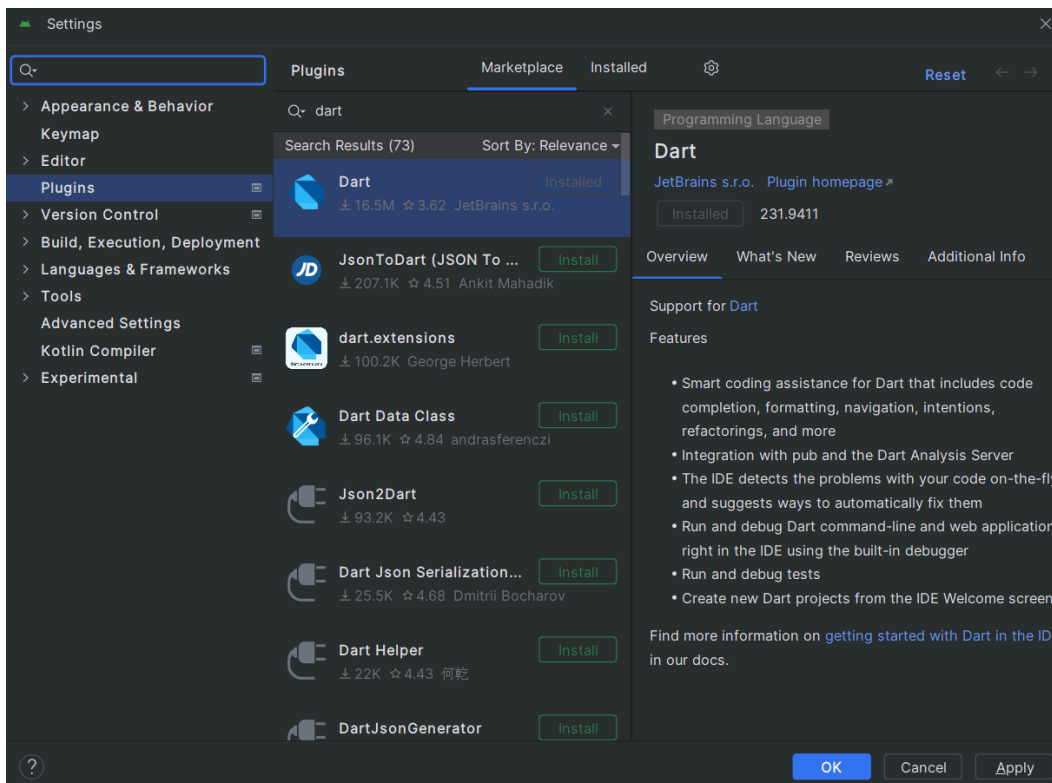 Settings
Plugins
Marketplace
Installed
Reset
Appearance & Behavior
Keymap
Editor
Plugins
Version Control
Build, Execution, Deployment
Languages & Frameworks
Tools
Advanced Settings
Kotlin Compiler
Experimental
dart
Search Results (73)
Sort By: Relevance
Dart
Installed
16.5M 3.62 JetBrains s.r.o.
JsonToDart (JSON To ...
Install
207.1K 4.51 Ankit Mahadik
dart.extensions
Install
100.2K George Herbert
Dart Data Class
Install
96.1K 4.84 andrasferenczi
Json2Dart
Install
93.2K 4.43
Dart Json Serialization...
Install
25.5K 4.68 Dmitrii Bocharov
Dart Helper
Install
22K 4.43 何乾
DartJsonGenerator
Install
Programming Language
Dart
JetBrains s.r.o. Plugin homepage
Installed 231.9411
Overview
What's New
Reviews
Additional Info
Support for Dart
Features
• Smart coding assistance for Dart that includes code
completion, formatting, navigation, intentions,
refactorings, and more
• Integration with pub and the Dart Analysis Server
• The IDE detects the problems with your code on-the-fly
and suggests ways to automatically fix them
• Run and debug Dart command-line and web application
right in the IDE using the built-in debugger
• Run and debug tests
• Create new Dart projects from the IDE Welcome screen
Find more information on getting started with Dart in the ID
in our docs.
?
OK
Cancel
Apply